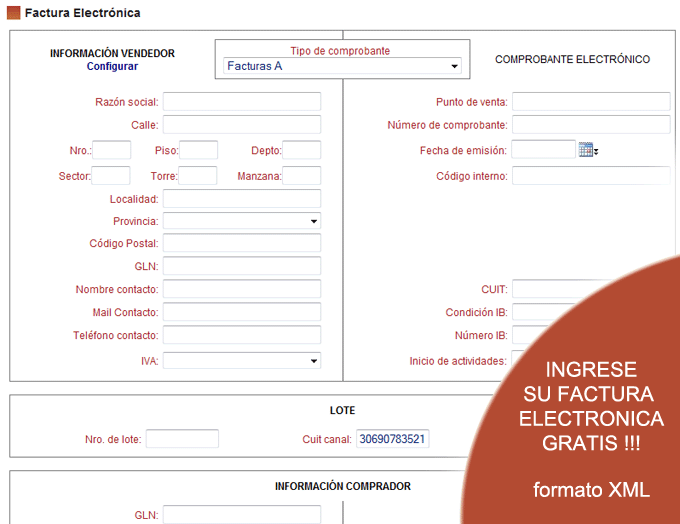 Factura Electrónica
INFORMACIÓN VENDEDOR
Configurar
Tipo de comprobante
Facturas A
COMPROBANTE ELECTRÓNICO
Razón social:
Calle:
Nro.: Piso: Depto:
Sector: Torre: Manzana:
Localidad:
Provincia:
Código Postal:
GLN:
Nombre contacto:
Mail Contacto:
Teléfono contacto:
IVA:
Punto de venta:
Número de comprobante:
Fecha de emisión:
Código interno:
CUIT:
Condición IB:
Número IB:
Inicio de actividades:
LOTE
Nro. de lote: Cuit canal: 30690783521
INFORMACIÓN COMPRADOR
GLN:
INGRESE
SU FACTURA
ELECTRONICA
GRATIS !!!
formato XML